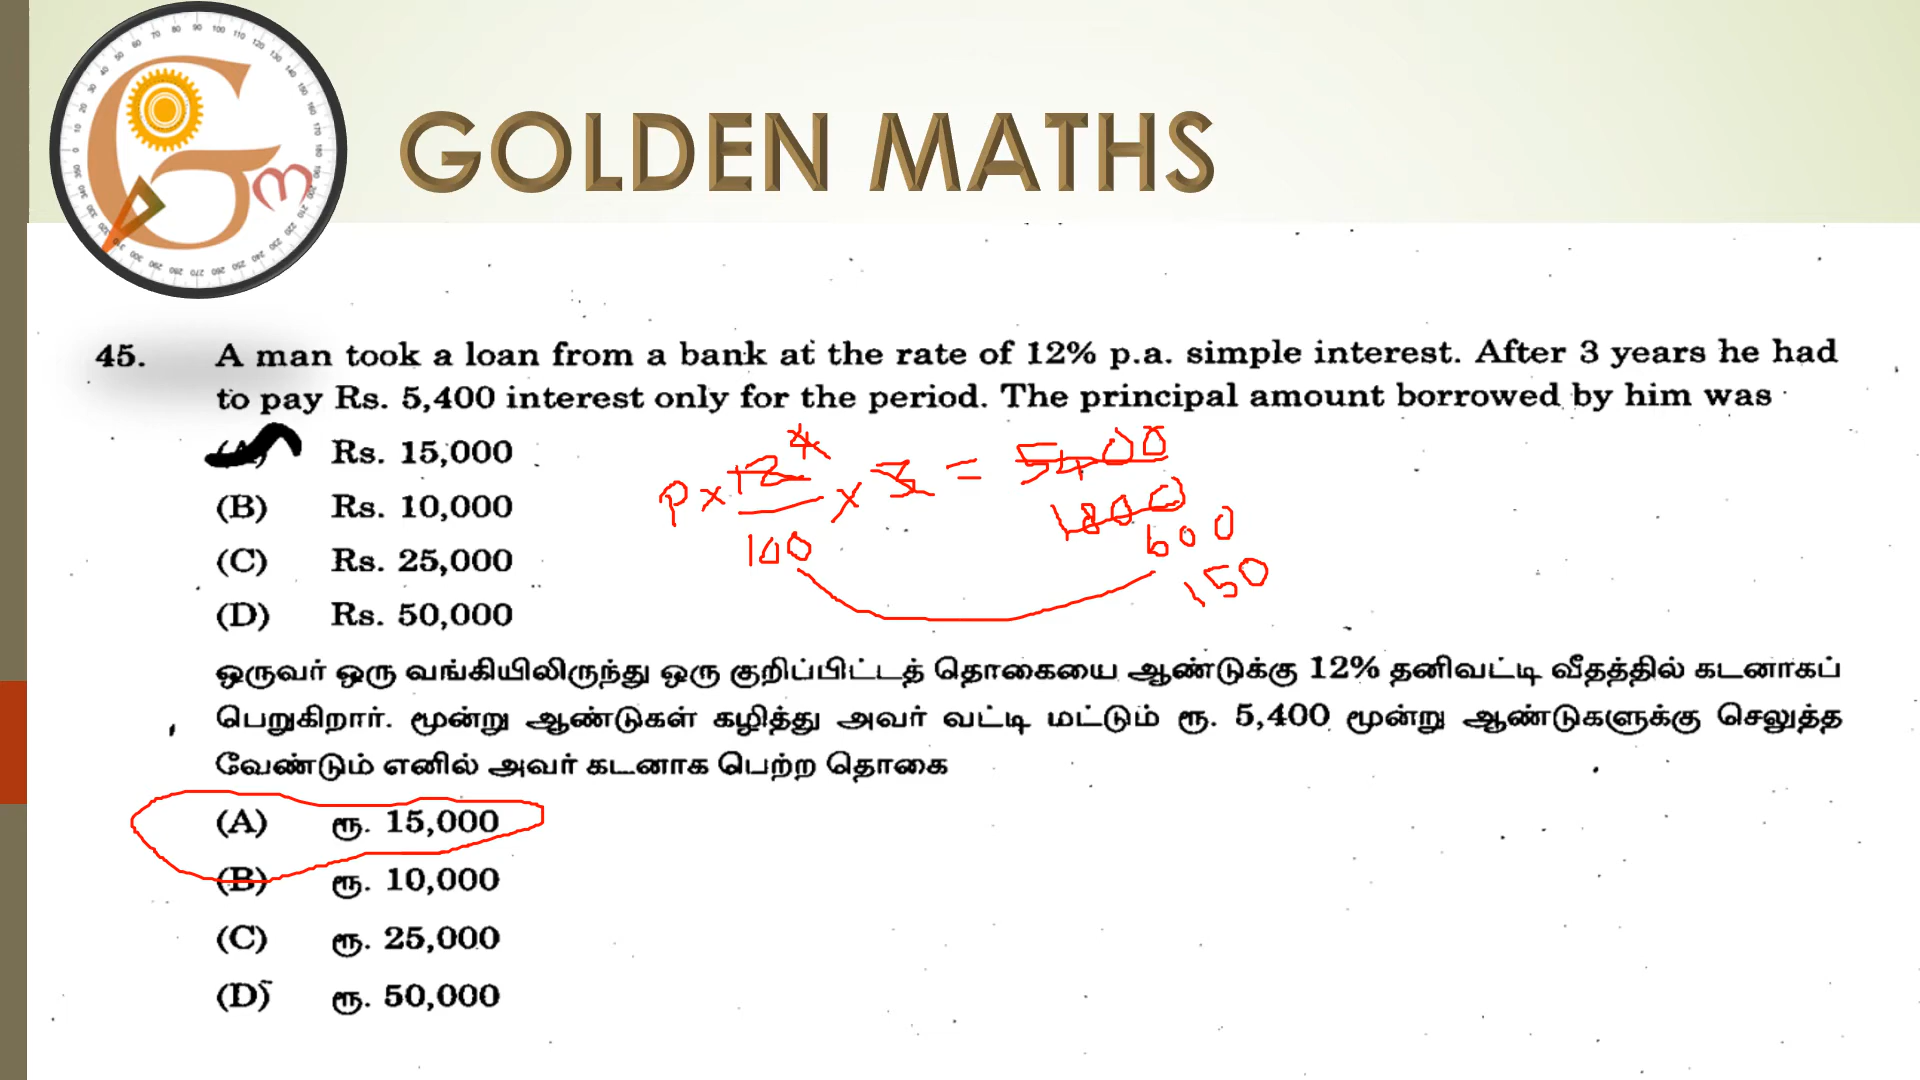 GOLDEN MATHS
45. A man took a loan from a bank at the rate of 12% p.a. simple interest. After 3 years he had
to pay Rs. 5,400 interest only for the period. The principal amount borrowed by him was
(A) Rs. 15,000
(B) Rs. 10,000
(C) Rs. 25,000
(D) Rs. 50,000
P × 12 4 × 3 = 5400
100
1800
600
150
ஒருவர் ஒரு வங்கியிலிருந்து ஒரு குறிப்பிட்டத் தொகையை ஆண்டுக்கு 12% தனிவட்டி வீதத்தில் கடனாகப்
பெறுகிறார். மூன்று ஆண்டுகள் கழித்து அவர் வட்டி மட்டும் ரூ. 5,400 மூன்று ஆண்டுகளுக்கு செலுத்த
வேண்டும் எனில் அவர் கடனாக பெற்ற தொகை
(A) ரூ. 15,000
(B) ரூ. 10,000
(C) ரூ. 25,000
(D) ரூ. 50,000